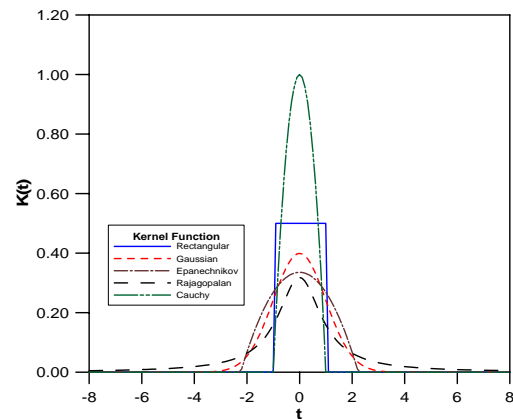 1.20
1.00
0.80
0.60
0.40
0.20
0.00
K(t)
Kernel Function
Rectangular
Gaussian
Epanechnikov
Rajagopalan
Cauchy
-8 -6 -4 -2 0 2 4 6 8
t